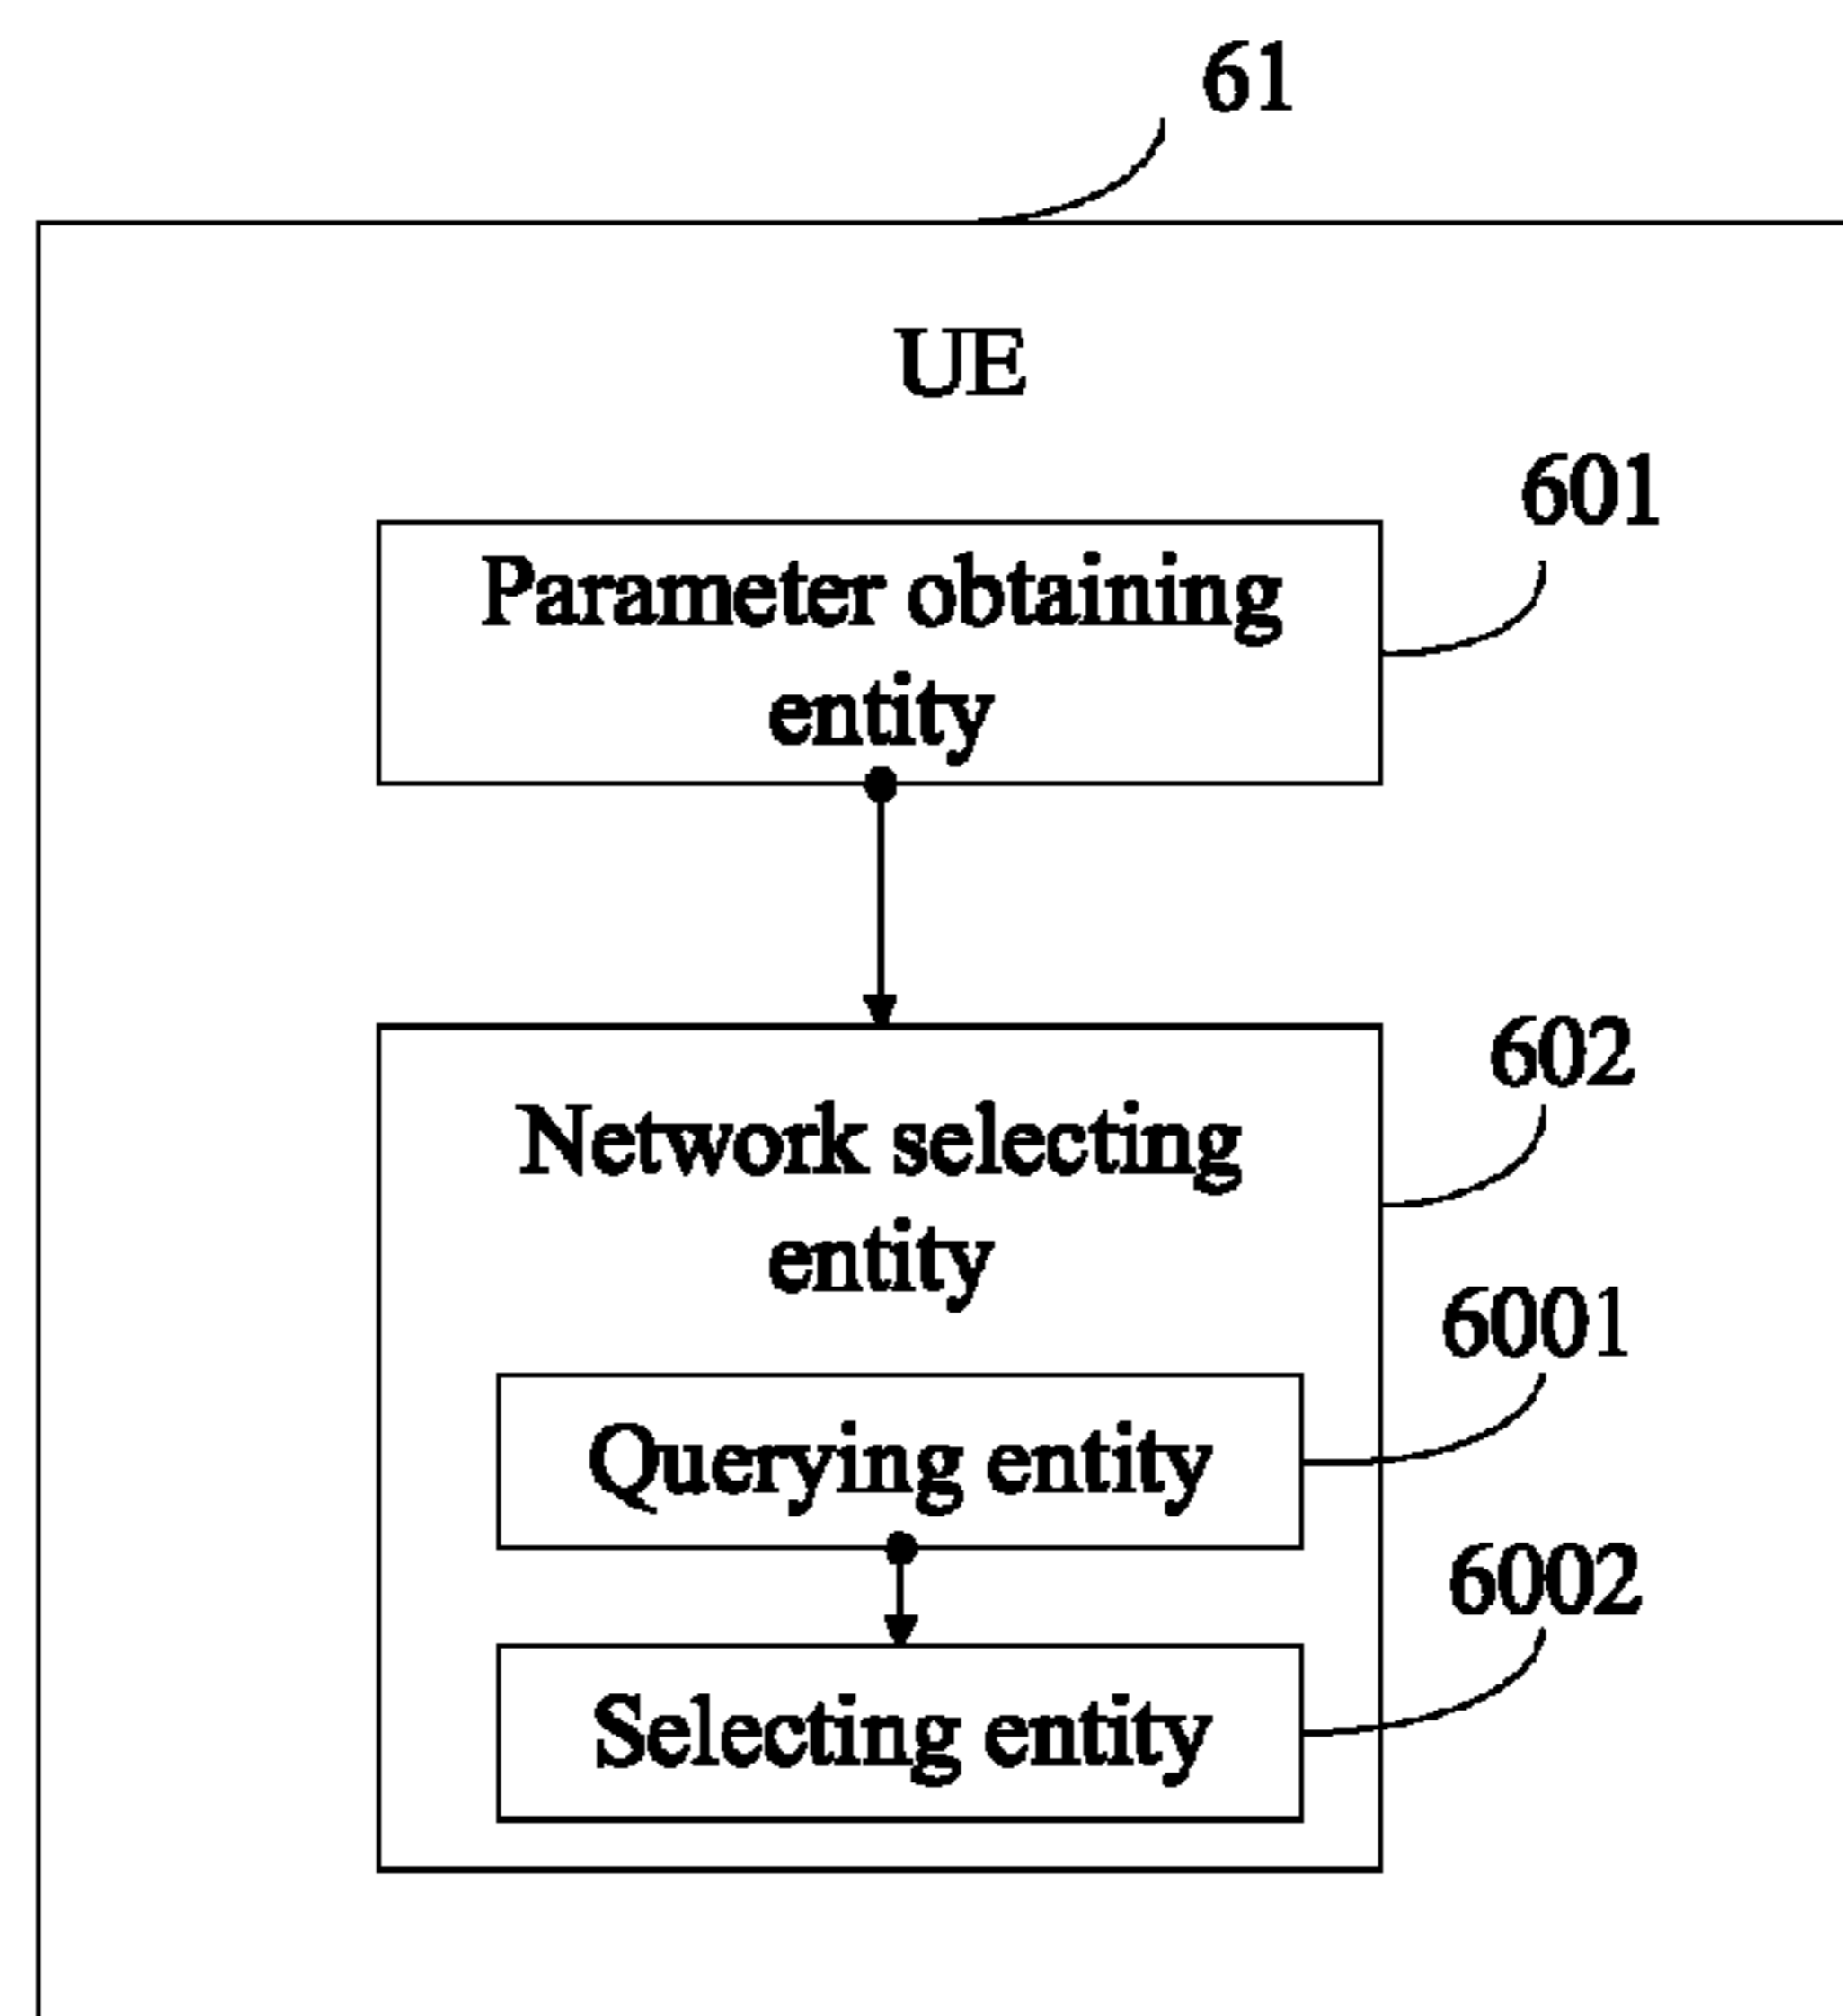 61
UE
601
Parameter obtaining
entity
602
Network selecting
entity
6001
Querying entity
6002
Selecting entity